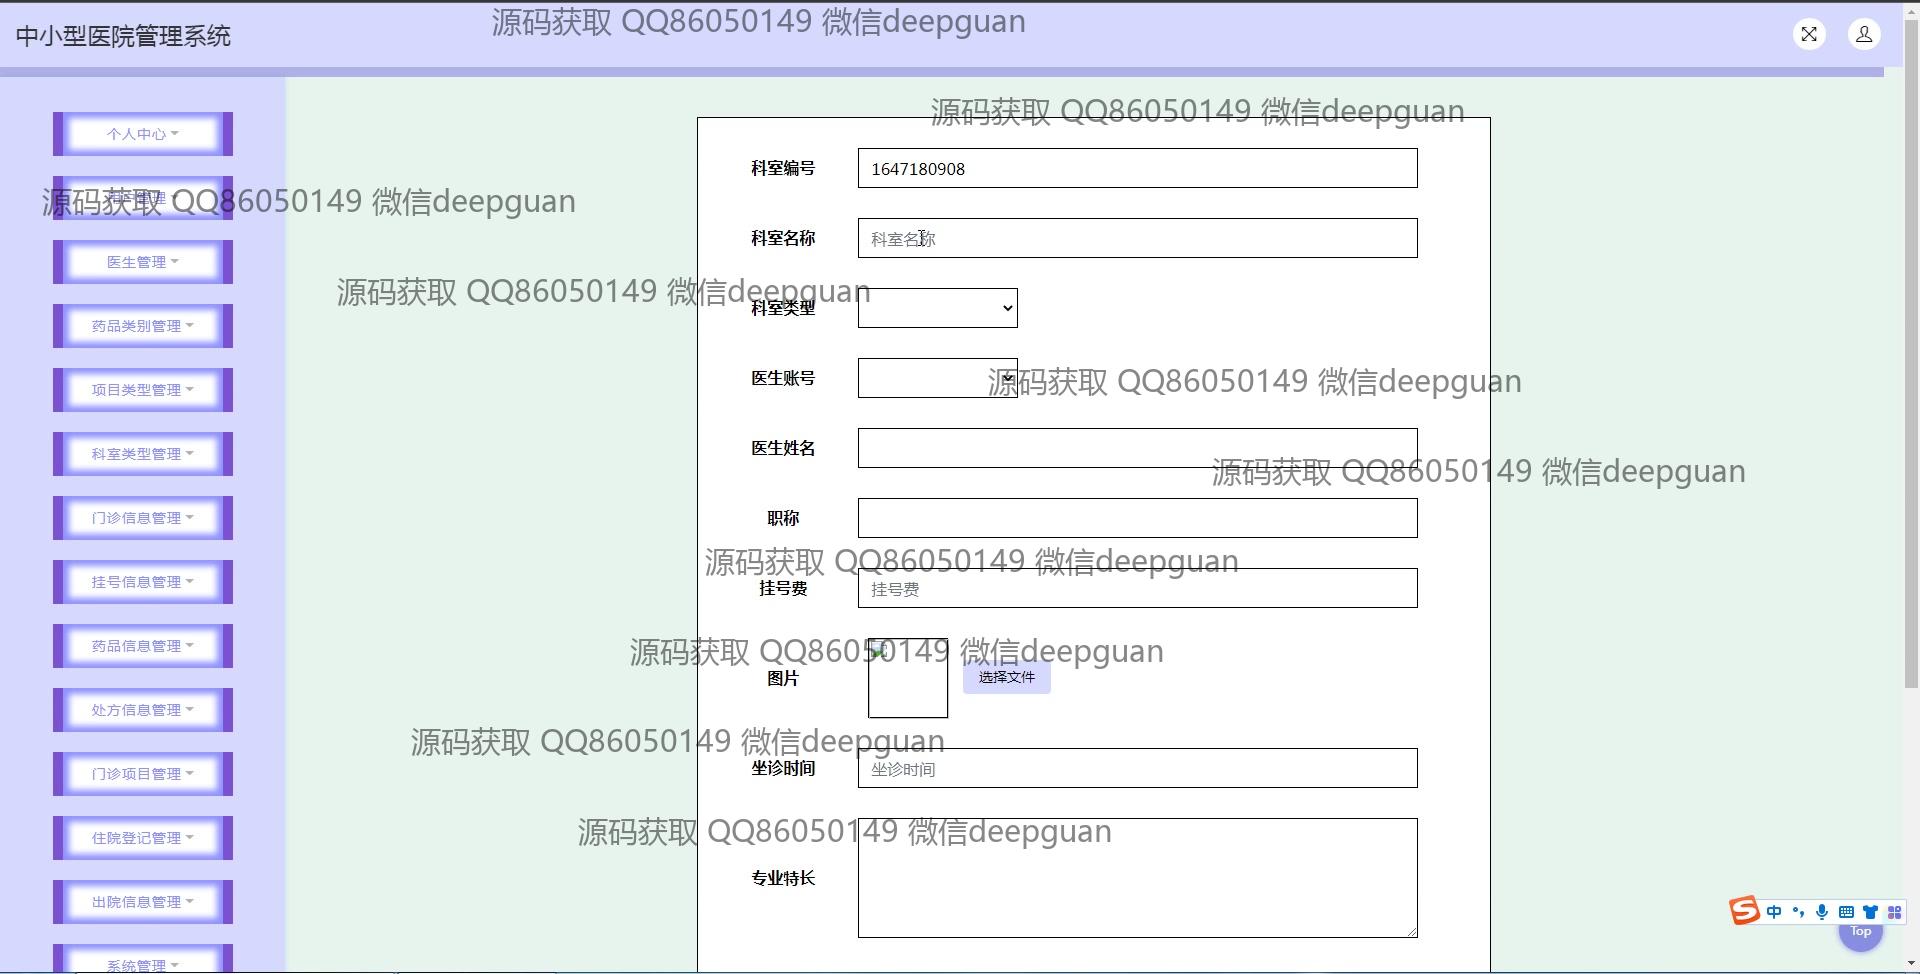 中小型医院管理系统
源码获取 QQ86050149 微信deepguan
源码获取 QQ86050149 微信deepguan
个人中心
科室编号
1647180908
源码获取 QQ86050149 微信deepguan
管理
科室名称
科室名称
医生管理
源码获取 QQ86050149 微信deepguan
科室类型
药品类别管理
医生账号
源码获取 QQ86050149 微信deepguan
项目类型管理
医生姓名
科室类型管理
源码获取 QQ86050149 微信deepguan
职称
门诊信息管理
源码获取 QQ86050149 微信deepguan
挂号费
挂号费
挂号信息管理
源码获取 QQ86050149 微信deepguan
药品信息管理
图片
选择文件
处方信息管理
源码获取 QQ86050149 微信deepguan
坐诊时间
坐诊时间
门诊项目管理
源码获取 QQ86050149 微信deepguan
住院登记管理
专业特长
出院信息管理
中
Top
系统管理